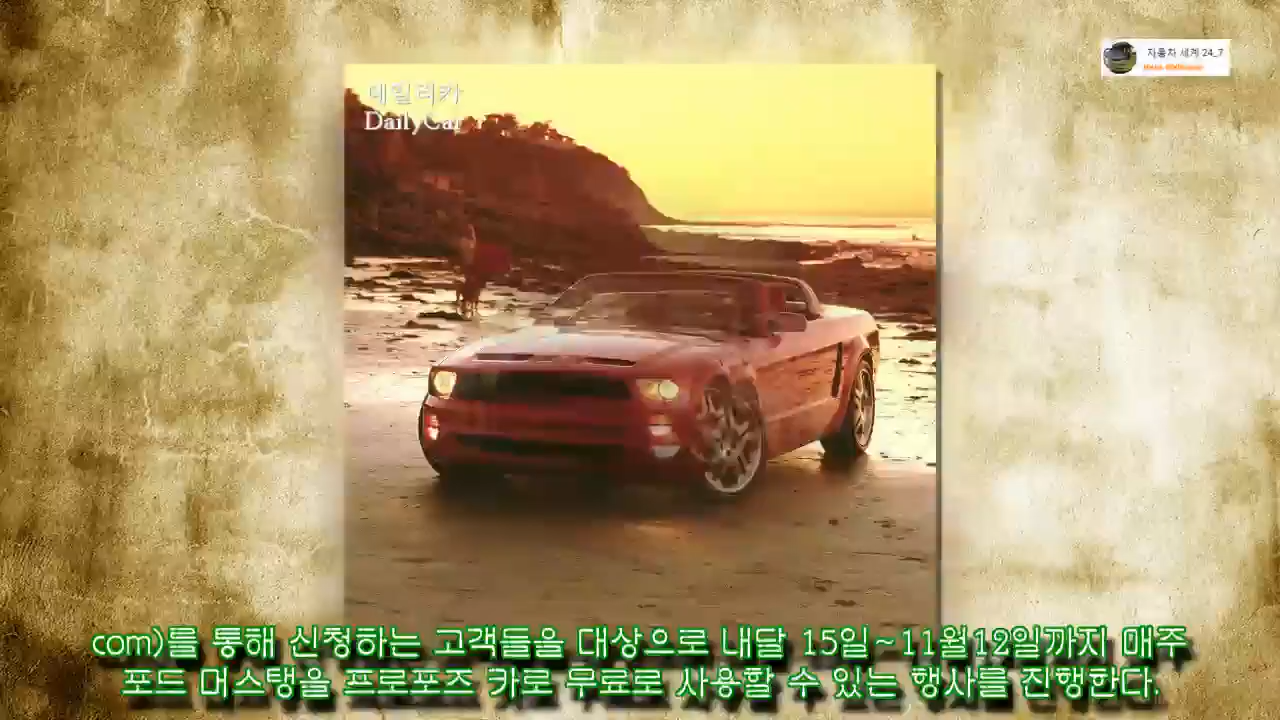 데일리카
DailyCar
자동차 세계 24_7
com)를 통해 신청하는 고객들을 대상으로 내달 15일~11월12일까지 매주
포드 머스탱을 프로포즈 카로 무료로 사용할 수 있는 행사를 진행한다.